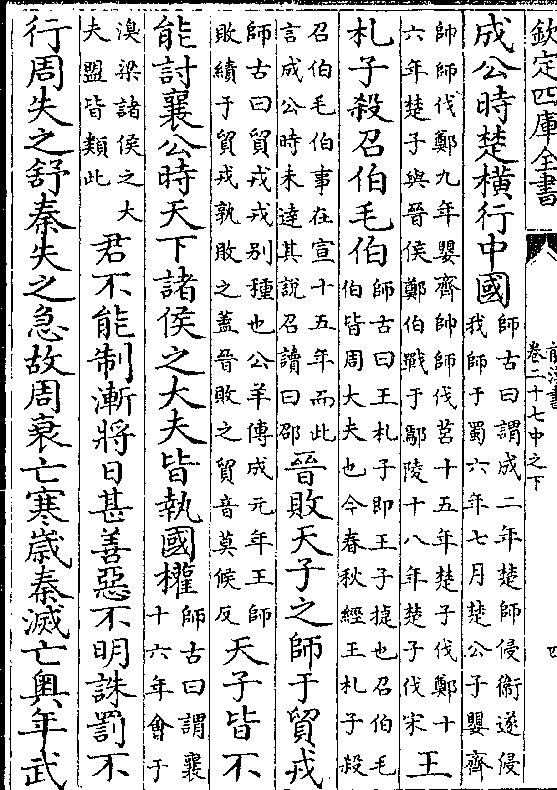 欽定四庫全書
前漢書
卷二十七中之下
四
成公時楚横行中國
師古曰謂成二年楚師侵衛遂侵
我師于蜀六年七月楚公子嬰齊
帥師伐鄭九年嬰齊帥師伐莒十五年楚子伐鄭十
六年楚子與晉侯鄭伯戰于鄢陵十八年楚子伐宋
王
札子殺召伯毛伯
師古曰王札子即王子捷也召伯毛
伯皆周大夫也今春秋經王札子殺
召伯毛伯事在宣十五年而此
言成公時未達其說召讀曰邵
晉敗天子之師于貿戎
師古曰貿戎戎别種也公羊傳成元年王師
敗績于貿戎孰敗之蓋晉敗之貿音莫候反
天子皆不
能討襄公時天下諸侯之大夫皆執國權
師古曰謂襄
十六年會于
溴梁諸侯之大
夫盟皆類此
君不能制漸將日甚善惡不明誅罰不
行周失之舒秦失之急故周衰亡寒歲秦滅亡奥年武